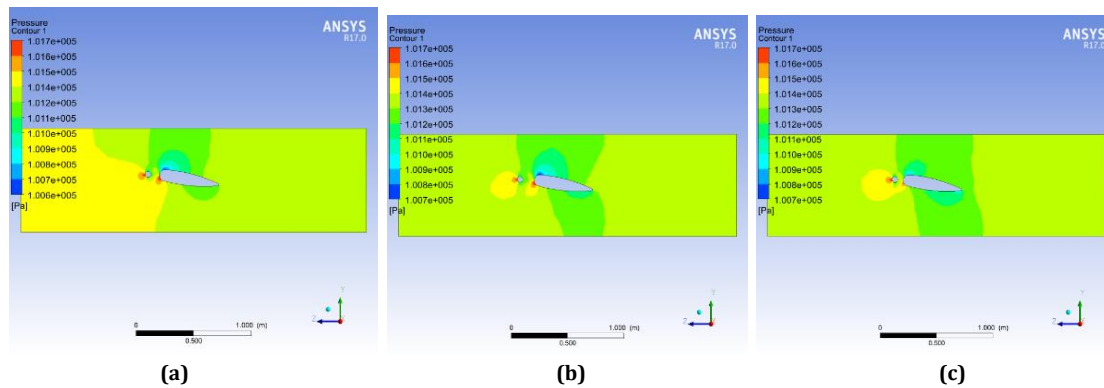 Pressure
Contour 1
1.017e+005
1.016e+005
1.015e+005
1.014e+005
1.012e+005
1.011e+005
1.010e+005
1.009e+005
1.008e+005
1.007e+005
1.006e+005
[Pa]
ANSYS
R17.0
0
1.000
(m)
0.500
Y
Z
X
(a)
Pressure
Contour 1
1.017e+005
1.016e+005
1.015e+005
1.014e+005
1.013e+005
1.012e+005
1.011e+005
1.010e+005
1.009e+005
1.008e+005
1.007e+005
[Pa]
ANSYS
R17.0
0
1.000
(m)
0.500
Y
Z
X
(b)
Pressure
Contour 1
1.017e+005
1.016e+005
1.015e+005
1.014e+005
1.013e+005
1.012e+005
1.011e+005
1.010e+005
1.009e+005
1.008e+005
1.007e+005
[Pa]
ANSYS
R17.0
0
1.000
(m)
0.500
Y
Z
X
(c)